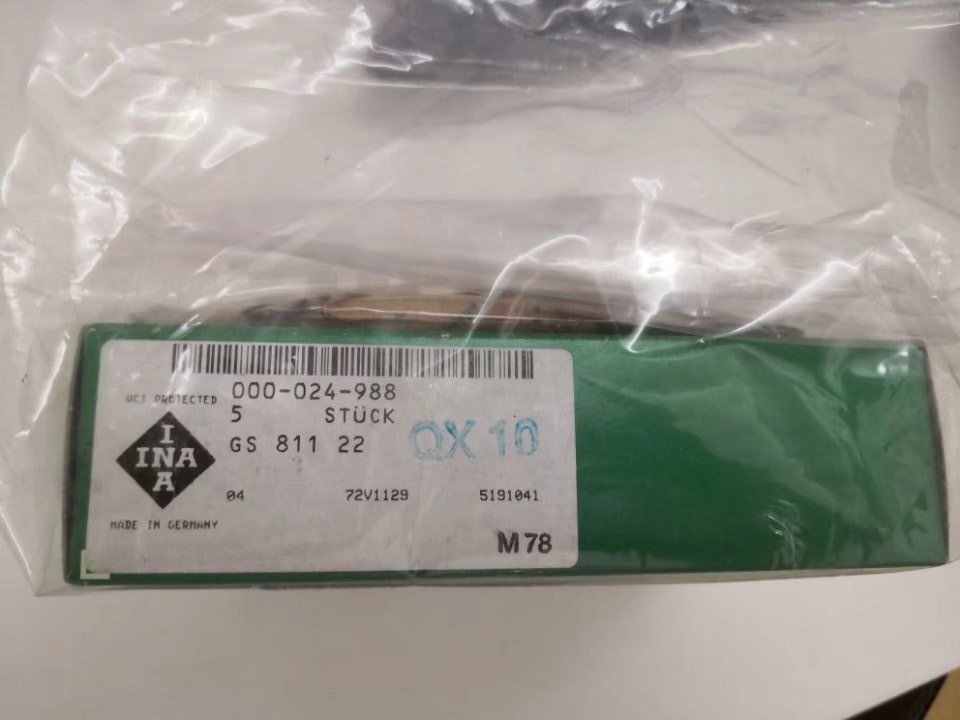 000-024-988
VCI PROTECTED
5 STÜCK
GS 811 22
QX 10
I
INA
A
04 72V1129 5191041
MADE IN GERMANY
M78